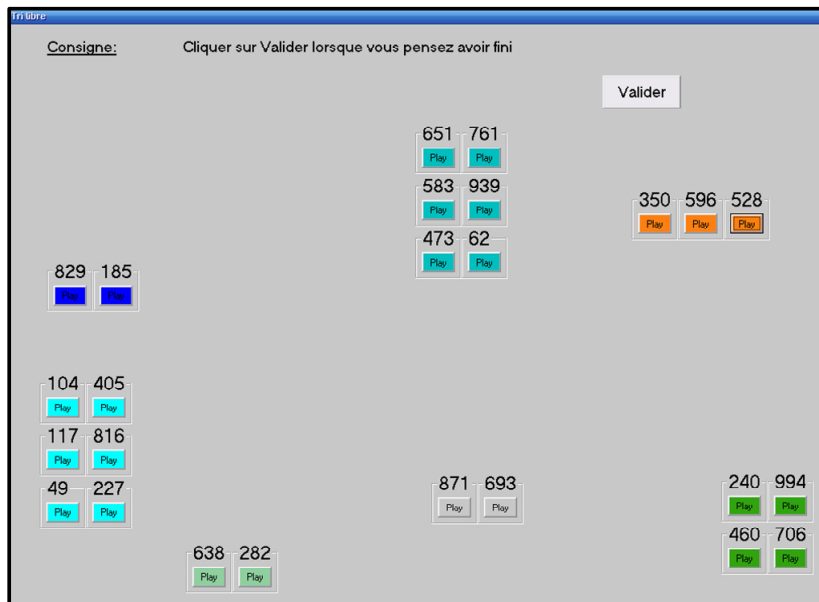 Tri libre
Consigne: Cliquer sur Valider lorsque vous pensez avoir fini
Valider
651 761
Play Play
583 939
Play Play
473 62
Play Play
350 596 528
Play Play Play
829 185
Play Play
104 405
Play Play
117 816
Play Play
49 227
Play Play
871 693
Play Play
240 994
Play Play
460 706
Play Play
638 282
Play Play